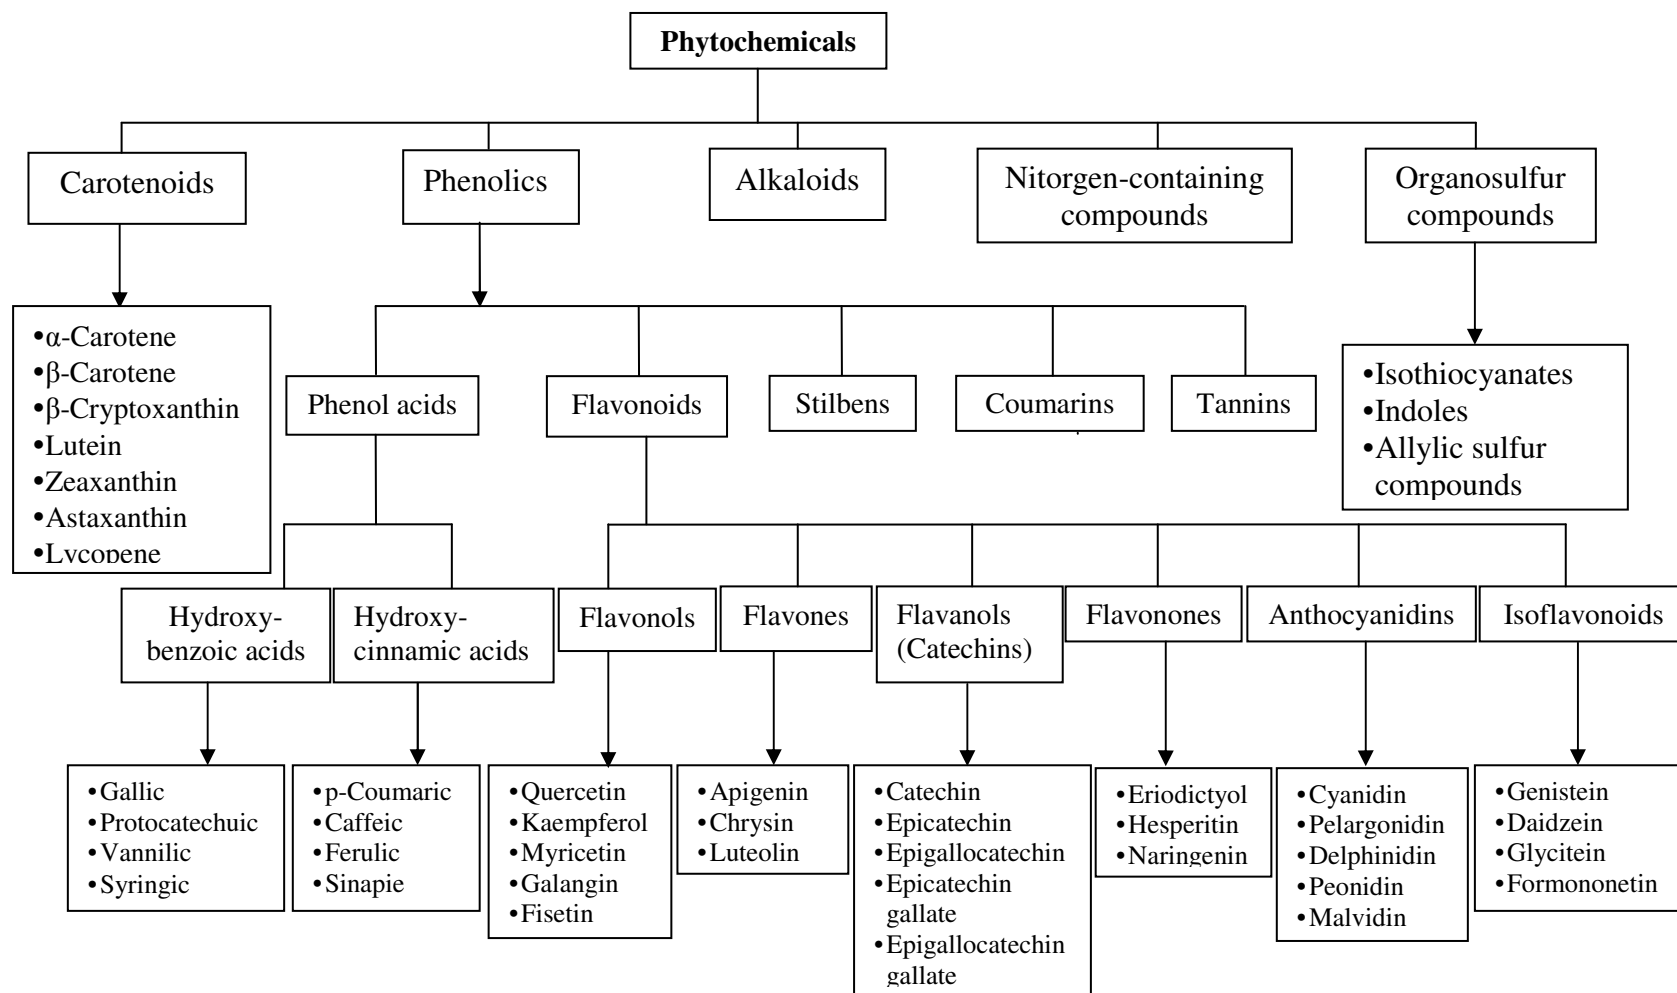 Phytochemicals
Carotenoids
Phenolics
Alkaloids
Nitorgen-containing
compounds
Organosulfur
compounds
•α-Carotene
•β-Carotene
•β-Cryptoxanthin
•Lutein
•Zeaxanthin
•Astaxanthin
•Lycopene
Phenol acids
Flavonoids
Stilbens
Coumarins
Tannins
•Isothiocyanates
•Indoles
•Allylic sulfur
compounds
Hydroxy-
benzoic acids
Hydroxy-
cinnamic acids
Flavonols
Flavones
Flavanols
(Catechins)
Flavonones
Anthocyanidins
Isoflavonoids
•Gallic
•Protocatechuic
•Vannilic
•Syringic
•p-Coumaric
•Caffeic
•Ferulic
•Sinapie
•Quercetin
•Kaempferol
•Myricetin
•Galangin
•Fisetin
•Apigenin
•Chrysin
•Luteolin
•Catechin
•Epicatechin
•Epigallocatechin
•Epicatechin
gallate
•Epigallocatechin
gallate
•Eriodictyol
•Hesperitin
•Naringenin
•Cyanidin
•Pelargonidin
•Delphinidin
•Peonidin
•Malvidin
•Genistein
•Daidzein
•Glycitein
•Formononetin